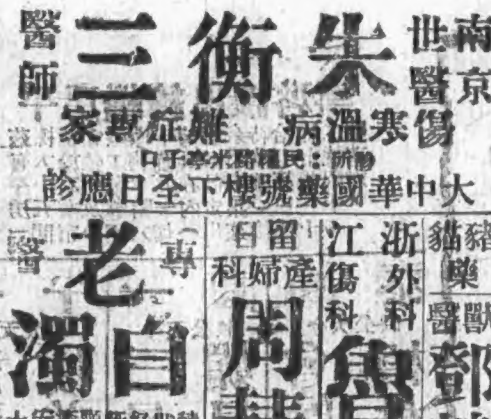 南京
世醫
朱衡三
醫師
傷寒溫病 難症專家
診所：民權路米亭子口
大中華國藥號樓下全日應診
豬貓藥
獸醫
鄧
浙江
外傷科科
留日
產婦科
周
專
老
醫
自濁